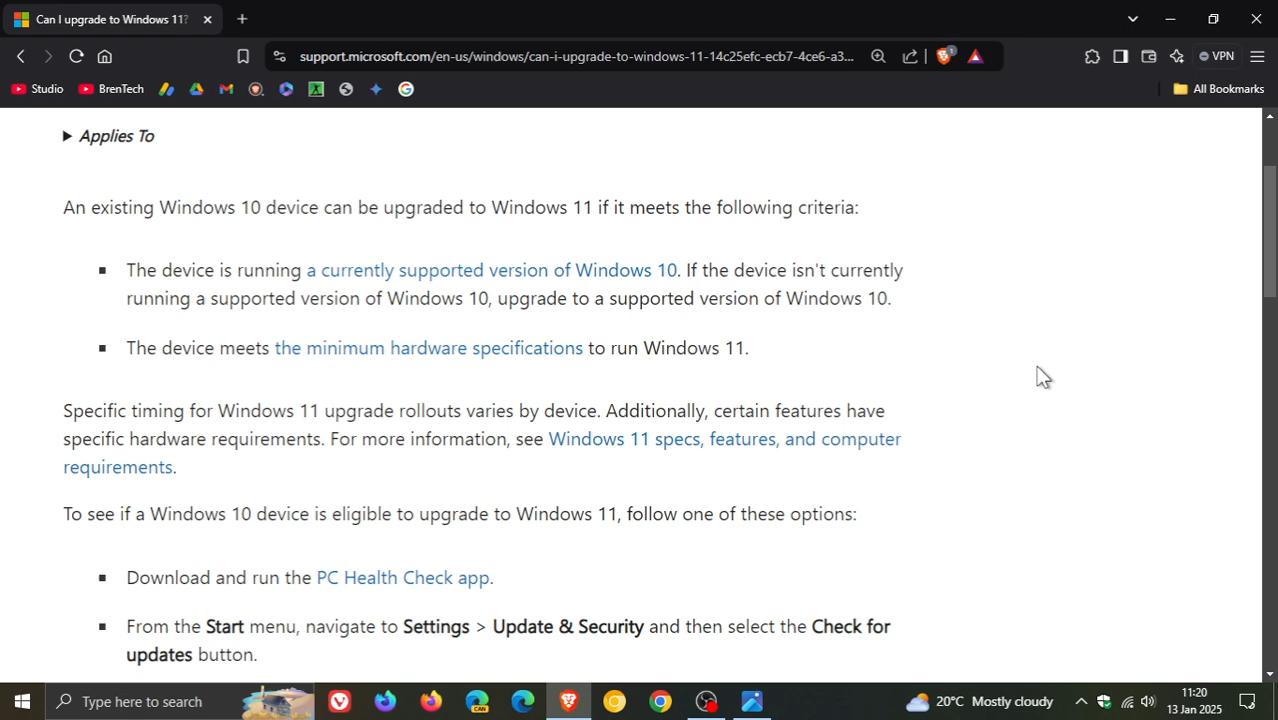 Can I upgrade to Windows 11?
support.microsoft.com/en-us/windows/can-i-upgrade-to-windows-11-14c25efc-ecb7-4ce6-a3...
1
VPN
Studio
BrenTech
All Bookmarks
Applies To
An existing Windows 10 device can be upgraded to Windows 11 if it meets the following criteria:
The device is running a currently supported version of Windows 10. If the device isn't currently
running a supported version of Windows 10, upgrade to a supported version of Windows 10.
The device meets the minimum hardware specifications to run Windows 11.
Specific timing for Windows 11 upgrade rollouts varies by device. Additionally, certain features have
specific hardware requirements. For more information, see Windows 11 specs, features, and computer
requirements.
To see if a Windows 10 device is eligible to upgrade to Windows 11, follow one of these options:
Download and run the PC Health Check app.
From the Start menu, navigate to Settings > Update & Security and then select the Check for
updates button.
Type here to search
CAN
20°C Mostly cloudy
11:20
13 Jan 2025